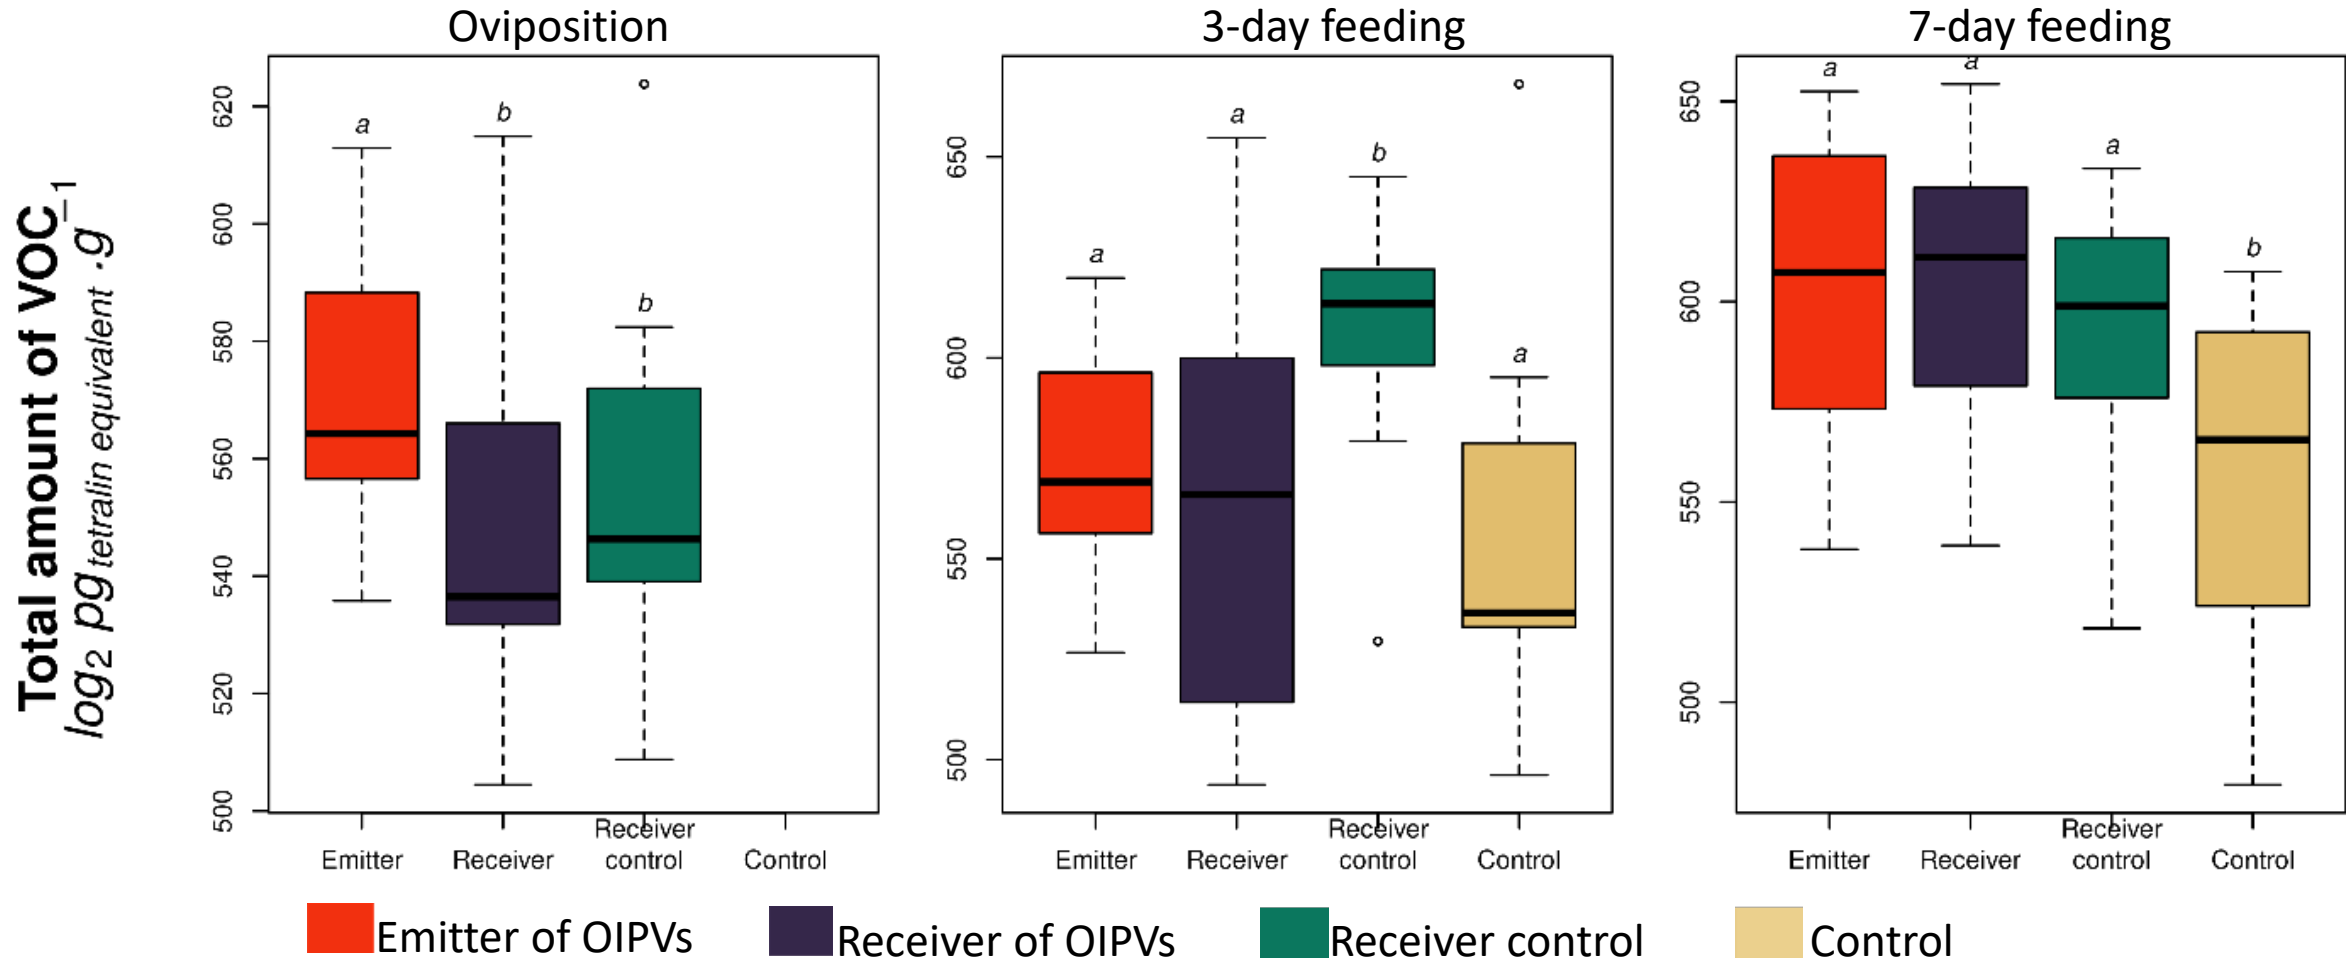 Oviposition
3-day feeding
7-day feeding
Total amount of VOC
log2 pg tetralin equivalent .g−1
620
600
580
560
540
520
500
a
b
b
Emitter
Receiver
Receiver
control
Control
650
600
550
500
a
a
b
a
Emitter
Receiver
Receiver
control
Control
650
600
550
500
a
a
a
b
Emitter
Receiver
Receiver
control
Control
Emitter of OIPVs
Receiver of OIPVs
Receiver control
Control